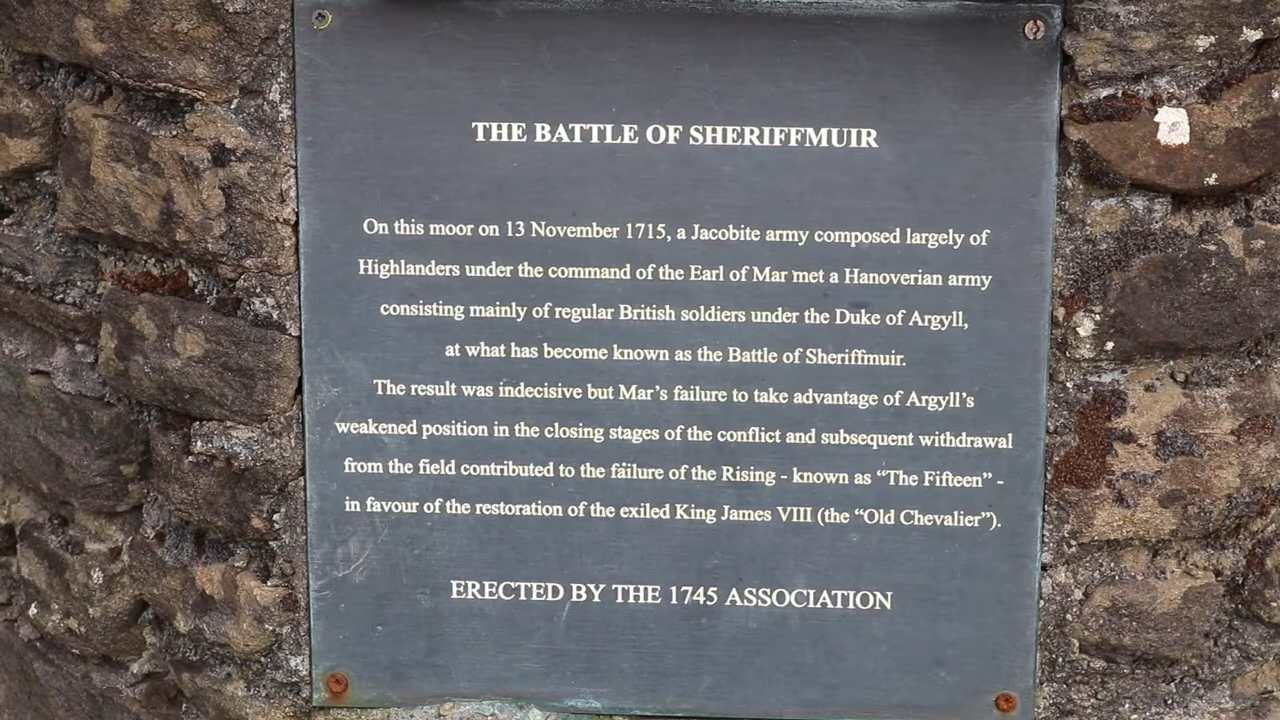 THE BATTLE OF SHERIFFMUIR
On this moor on 13 November 1715, a Jacobite army composed largely of
Highlanders under the command of the Earl of Mar met a Hanoverian army
consisting mainly of regular British soldiers under the Duke of Argyll,
at what has become known as the Battle of Sheriffmuir.
The result was indecisive but Mar’s failure to take advantage of Argyll’s
weakened position in the closing stages of the conflict and subsequent withdrawal
from the field contributed to the failure of the Rising - known as “The Fifteen” -
in favour of the restoration of the exiled King James VIII (the “Old Chevalier”).
ERECTED BY THE 1745 ASSOCIATION